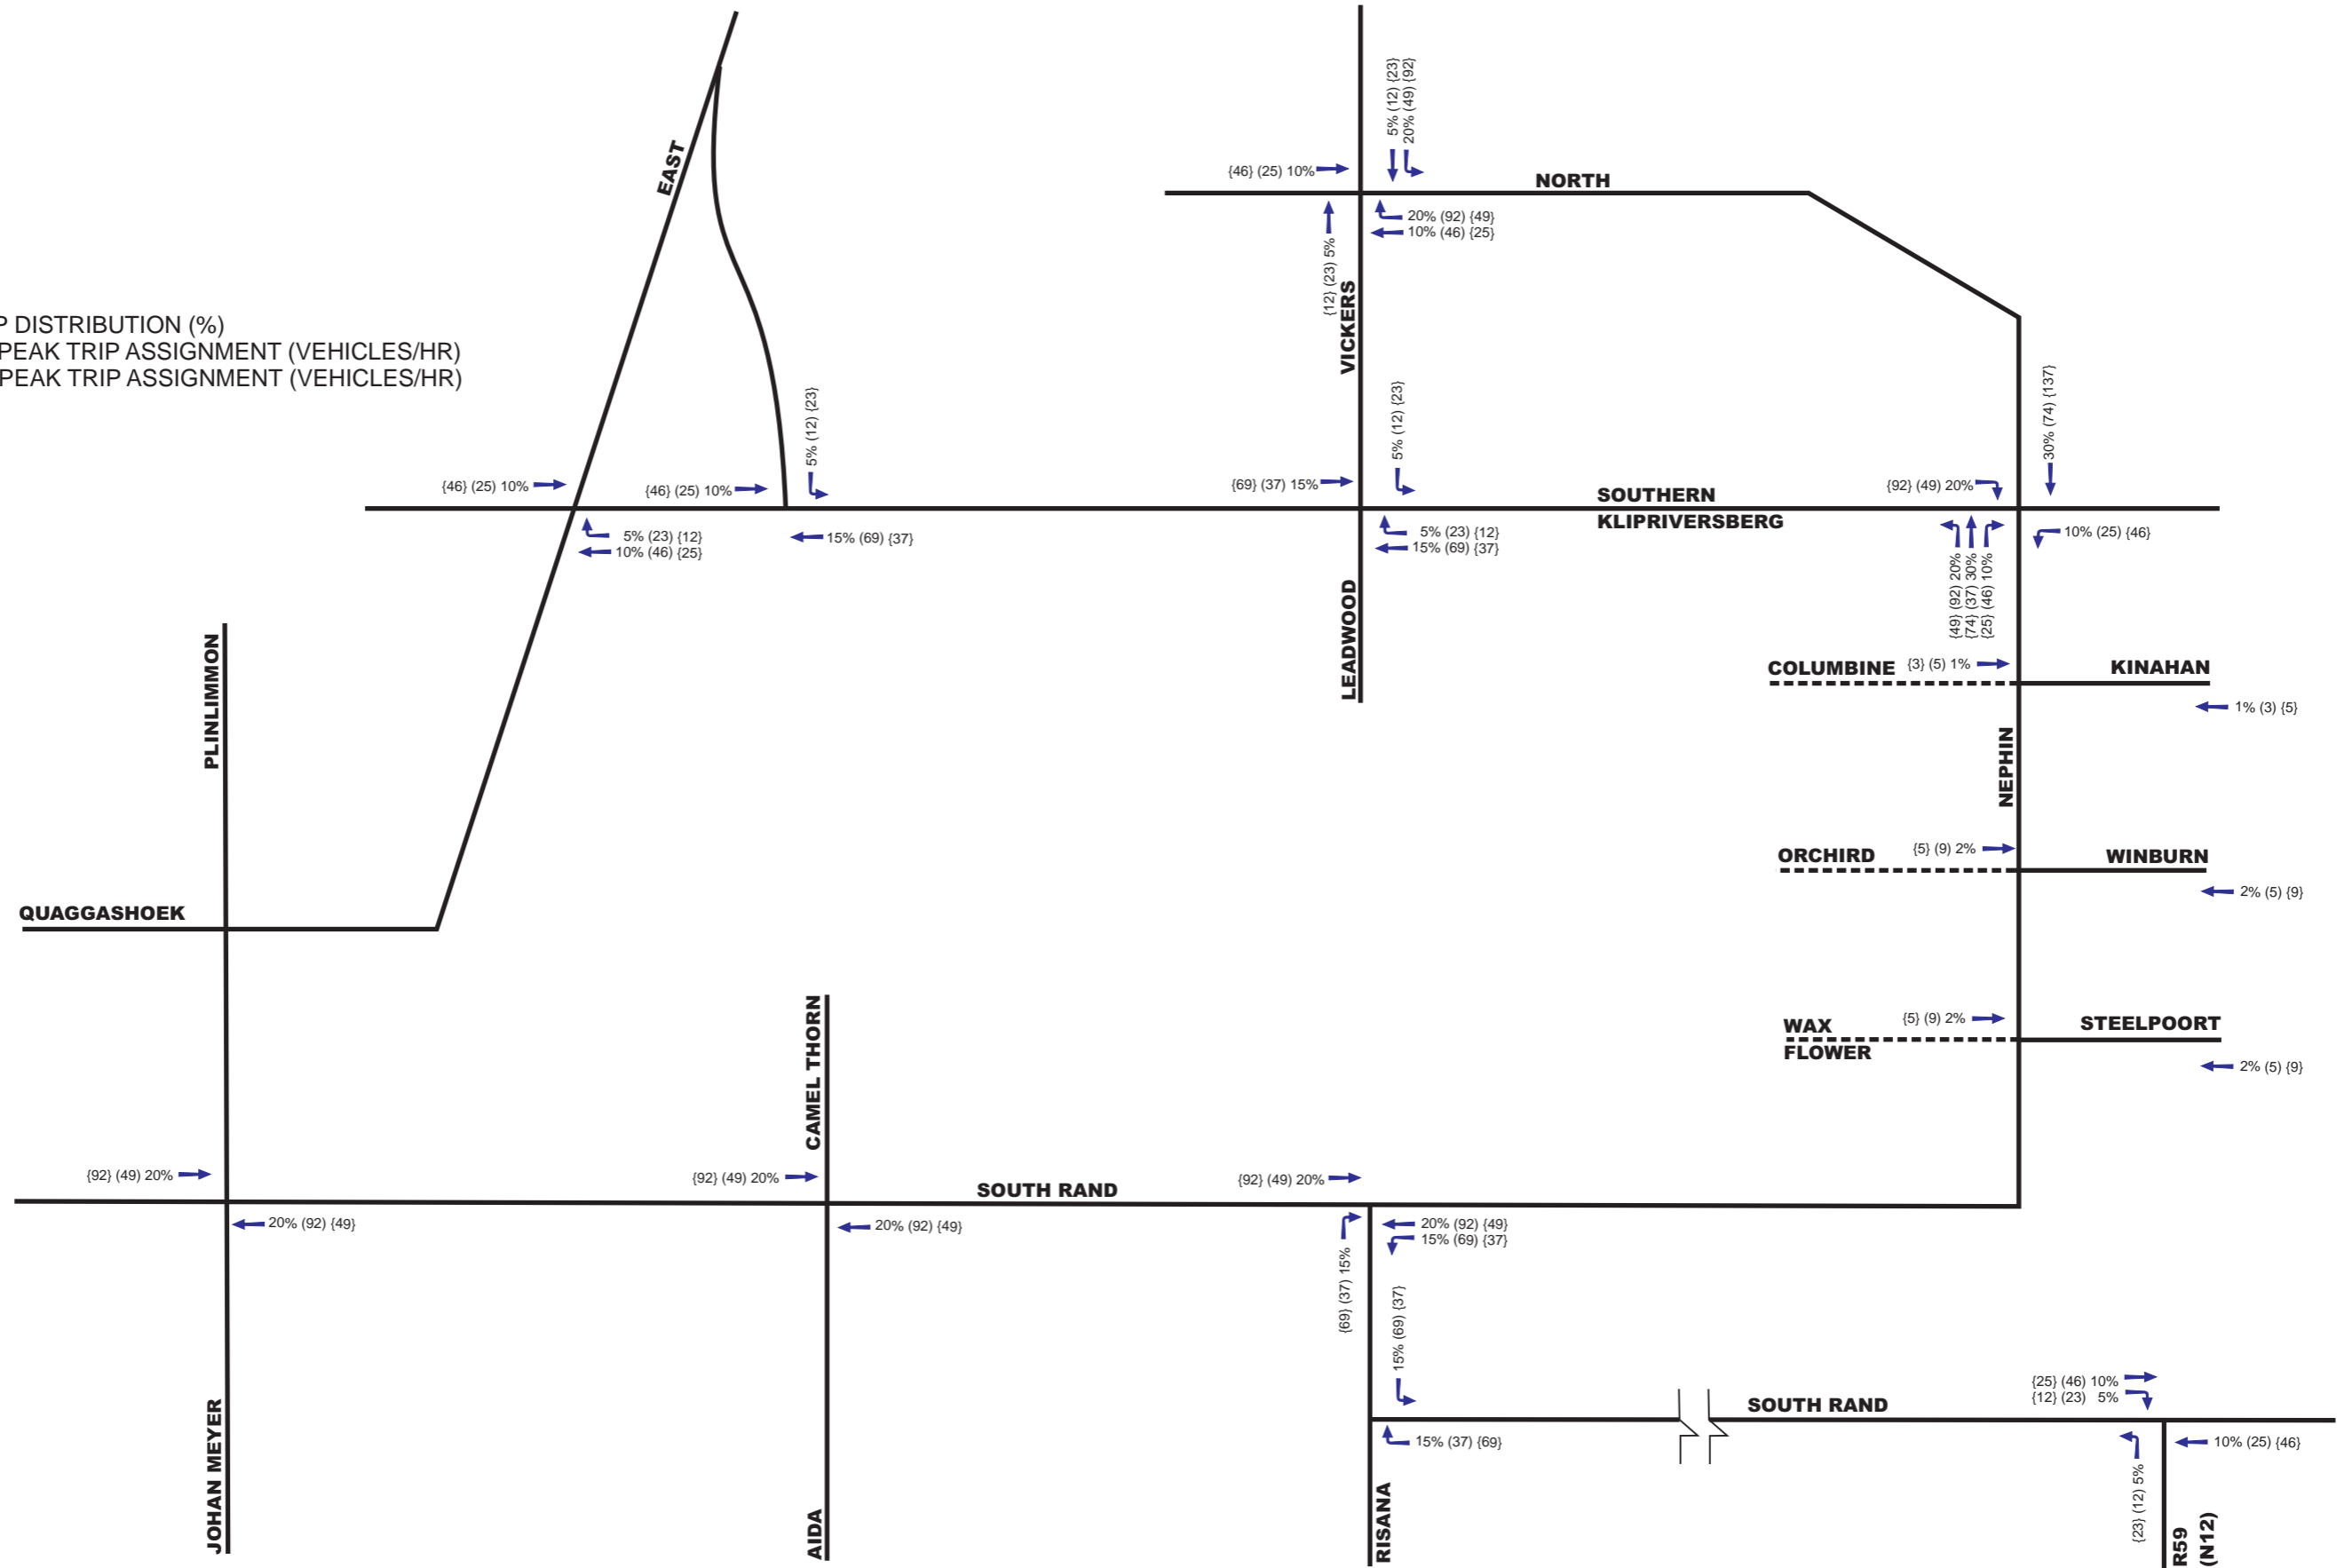 5% (12) {23}
20% (49) {92}
EAST
{46} (25) 10%
NORTH
20% (92) {49}
10% (46) {25}
{12} (23) 5%
VICKERS
P DISTRIBUTION (%)
PEAK TRIP ASSIGNMENT (VEHICLES/HR)
PEAK TRIP ASSIGNMENT (VEHICLES/HR)
5% (12) {23}
5% (12) {23}
30% (74) {137}
{46} (25) 10%
{46} (25) 10%
{69} (37) 15%
SOUTHERN
KLIPRIVERSBERG
{92} (49) 20%
5% (23) {12}
10% (46) {25}
15% (69) {37}
5% (23) {12}
15% (69) {37}
10% (25) {46}
{49} (92) 20%
{74} (37) 30%
{25} (46) 10%
LEADWOOD
PLINLIMMON
COLUMBINE
{3} (5) 1%
KINAHAN
1% (3) {5}
NEPHIN
ORCHIRD
{5} (9) 2%
WINBURN
2% (5) {9}
QUAGGASHOEK
CAMEL THORN
WAX
FLOWER
{5} (9) 2%
STEELPOORT
2% (5) {9}
{92} (49) 20%
{92} (49) 20%
SOUTH RAND
{92} (49) 20%
20% (92) {49}
20% (92) {49}
20% (92) {49}
15% (69) {37}
{69} (37) 15%
15% (69) {37}
{25} (46) 10%
{12} (23) 5%
SOUTH RAND
15% (37) {69}
10% (25) {46}
{23} (12) 5%
JOHAN MEYER
AIDA
RISANA
R59
(N12)